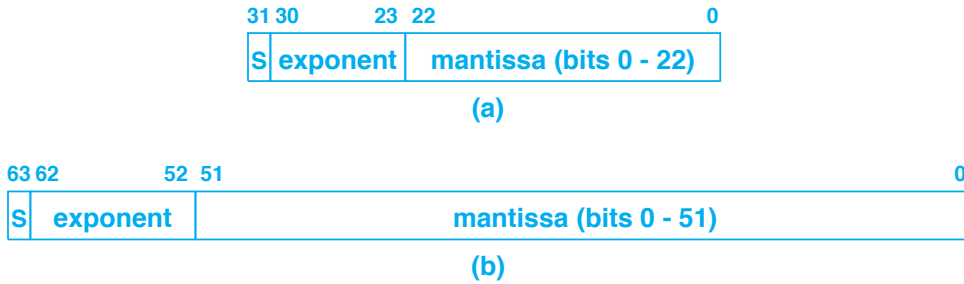 31 30 23 22 0
S exponent mantissa (bits 0 - 22)
(a)
63 62 52 51 0
S exponent mantissa (bits 0 - 51)
(b)